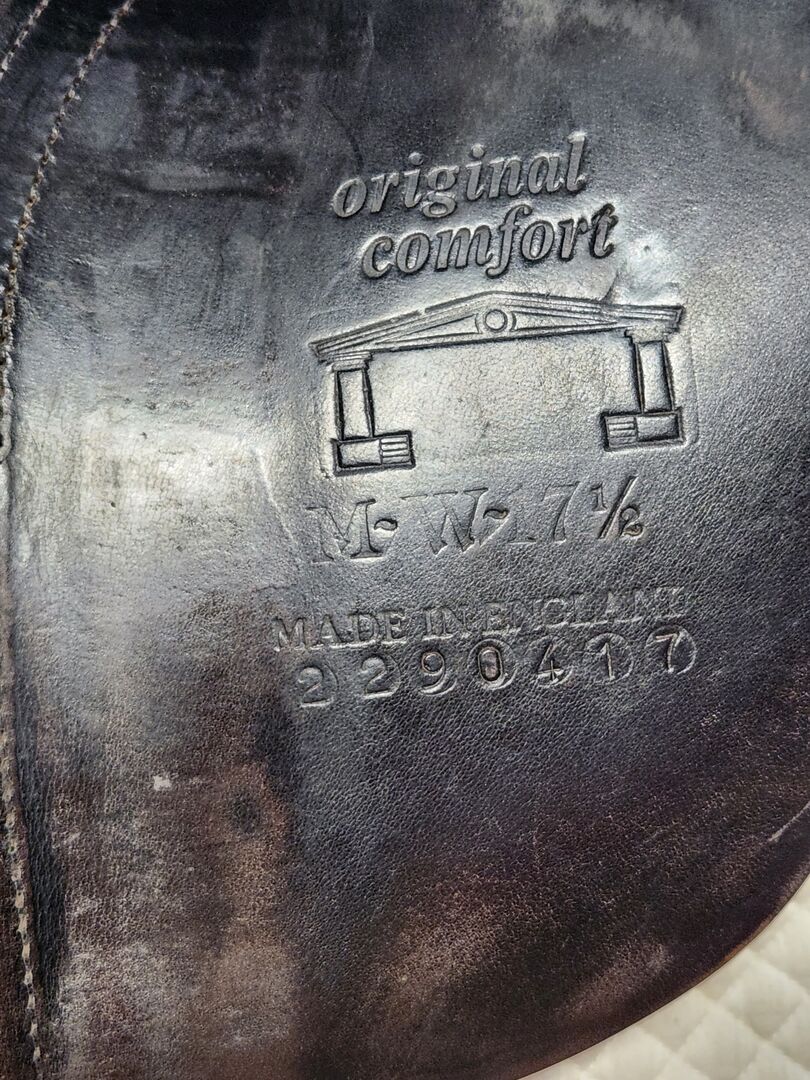 original
comfort
M-W-17½
MADE IN ENGLAND
2290417